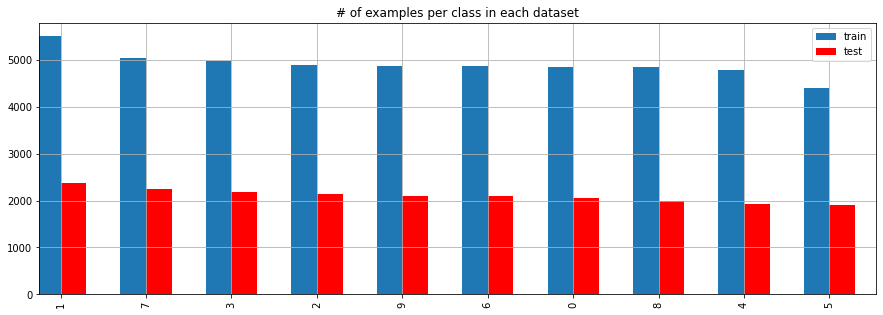 # of examples per class in each dataset
train
test
5000
4000
3000
2000
1000
0
1 7 3 2 9 6 0 8 4 5